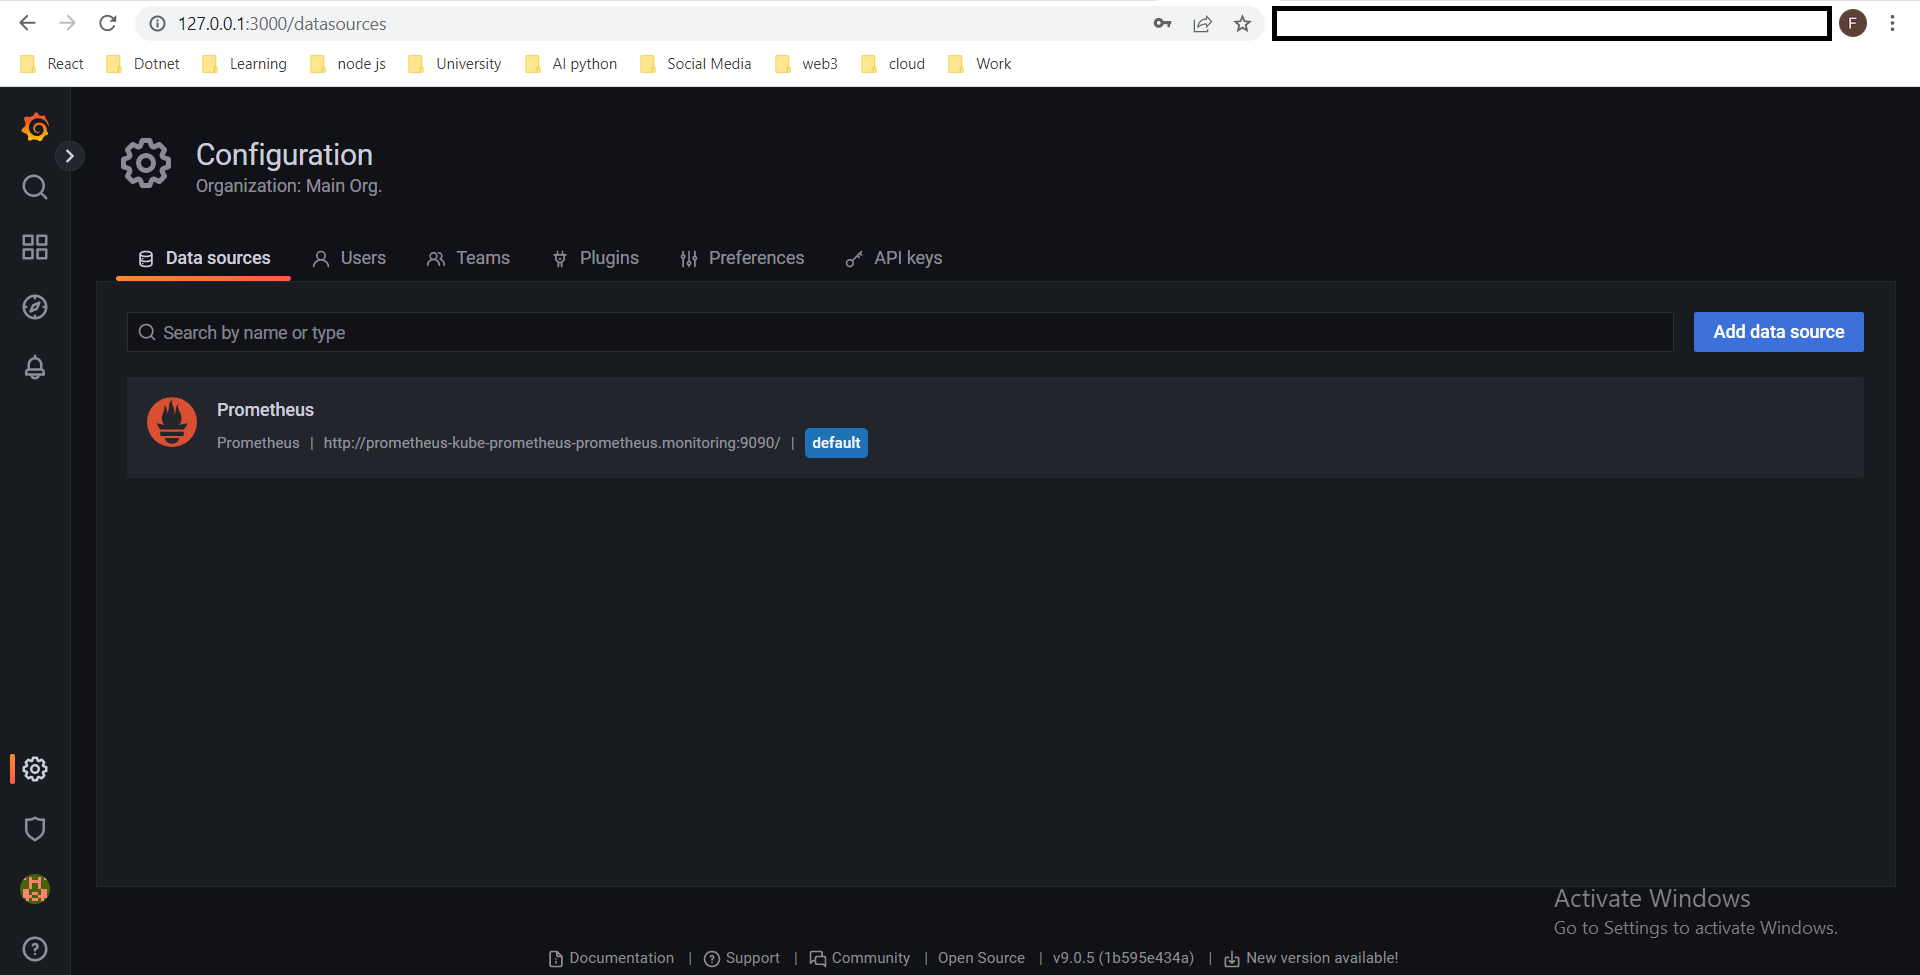 127.0.0.1:3000/datasources
F
React Dotnet Learning node js University AI python Social Media web3 cloud Work
Configuration
Organization: Main Org.
Data sources Users Teams Plugins Preferences API keys
Search by name or type Add data source
Prometheus
Prometheus | http://prometheus-kube-prometheus-prometheus.monitoring:9090/ | default
Activate Windows
Go to Settings to activate Windows.
Documentation | Support | Community | Open Source | v9.0.5 (1b595e434a) | New version available!